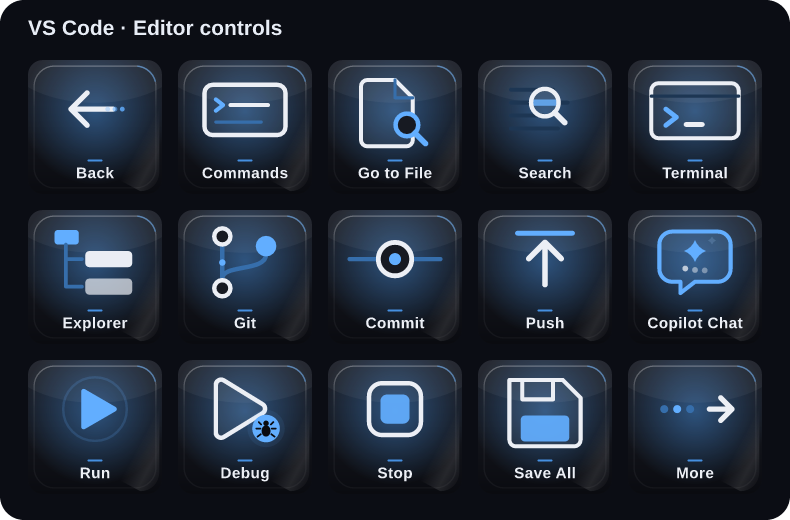 VS Code · Editor controls
Back
Commands
Go to File
Search
Terminal
Explorer
Git
Commit
Push
Copilot Chat
Run
Debug
Stop
Save All
More